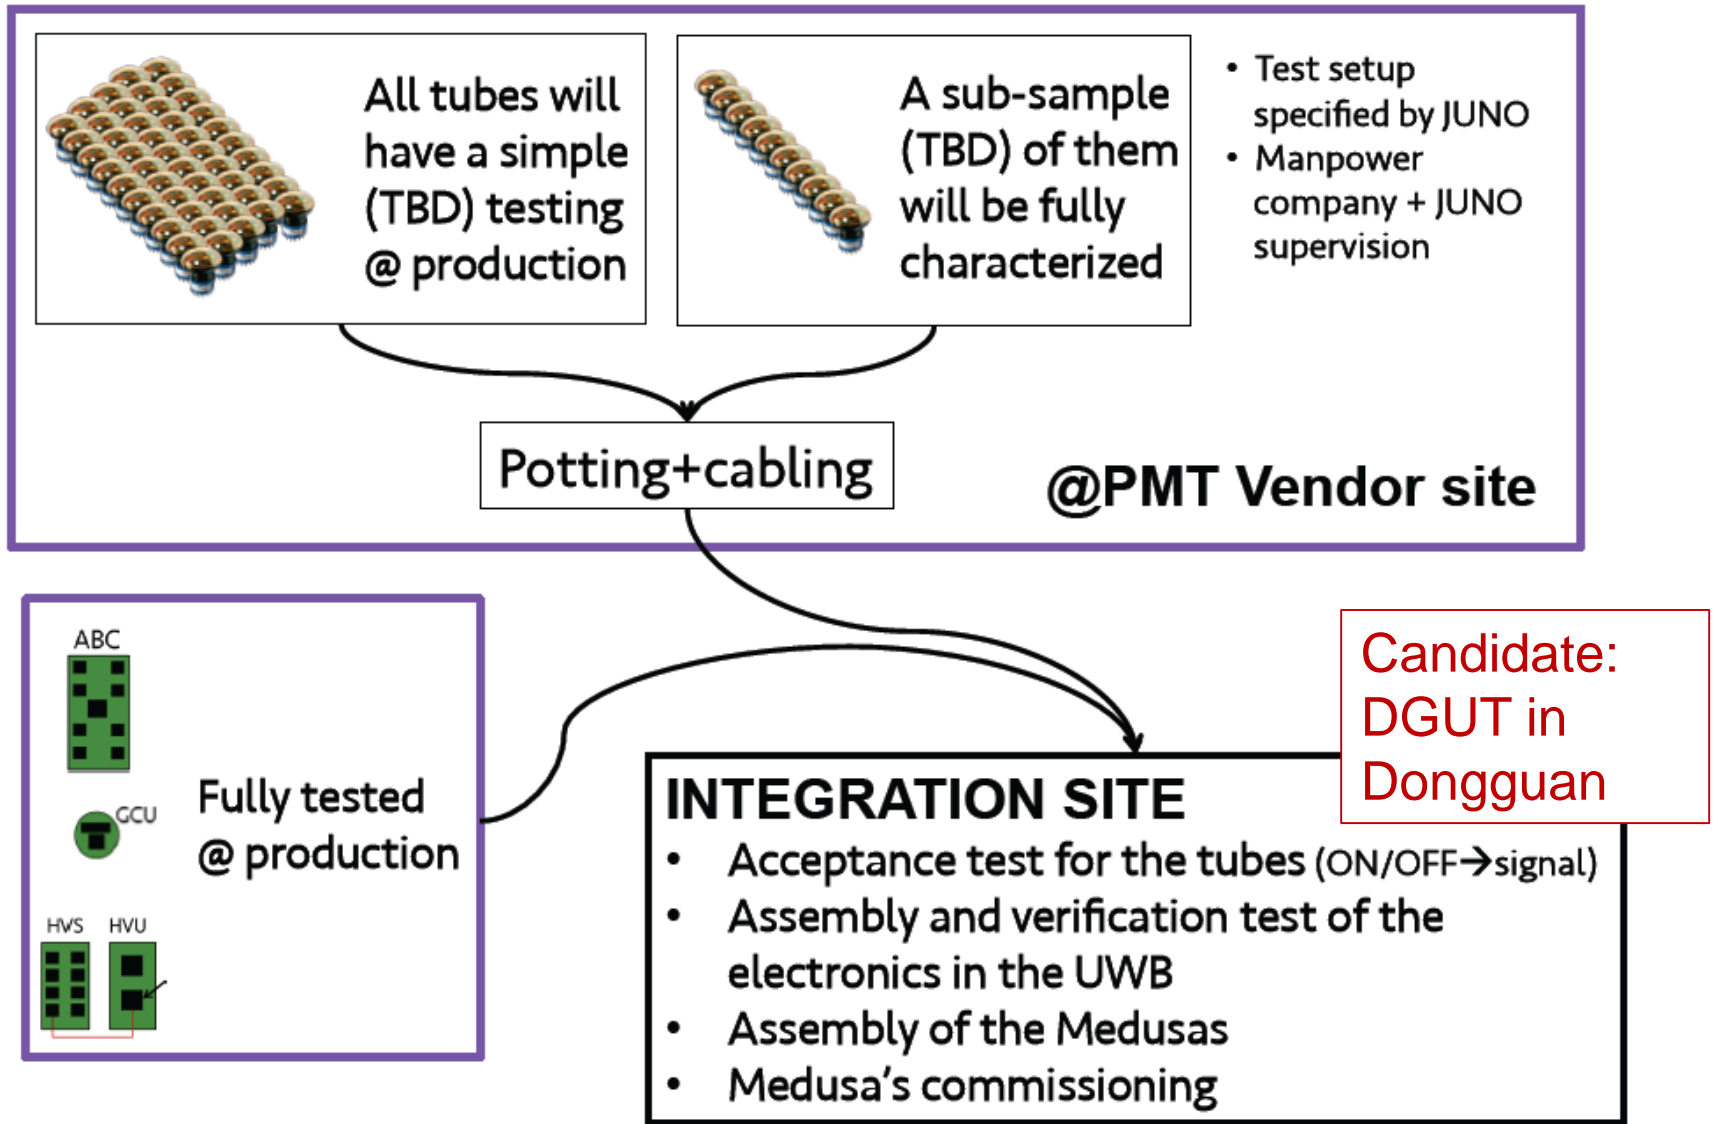 All tubes will
have a simple
(TBD) testing
@ production
A sub-sample
(TBD) of them
will be fully
characterized
• Test setup
specified by JUNO
• Manpower
company + JUNO
supervision
Potting+cabling
@PMT Vendor site
ABC
GCU
HVS HVU
Fully tested
@ production
Candidate:
DGUT in
Dongguan
INTEGRATION SITE
• Acceptance test for the tubes (ON/OFF→signal)
• Assembly and verification test of the
electronics in the UWB
• Assembly of the Medusas
• Medusa's commissioning